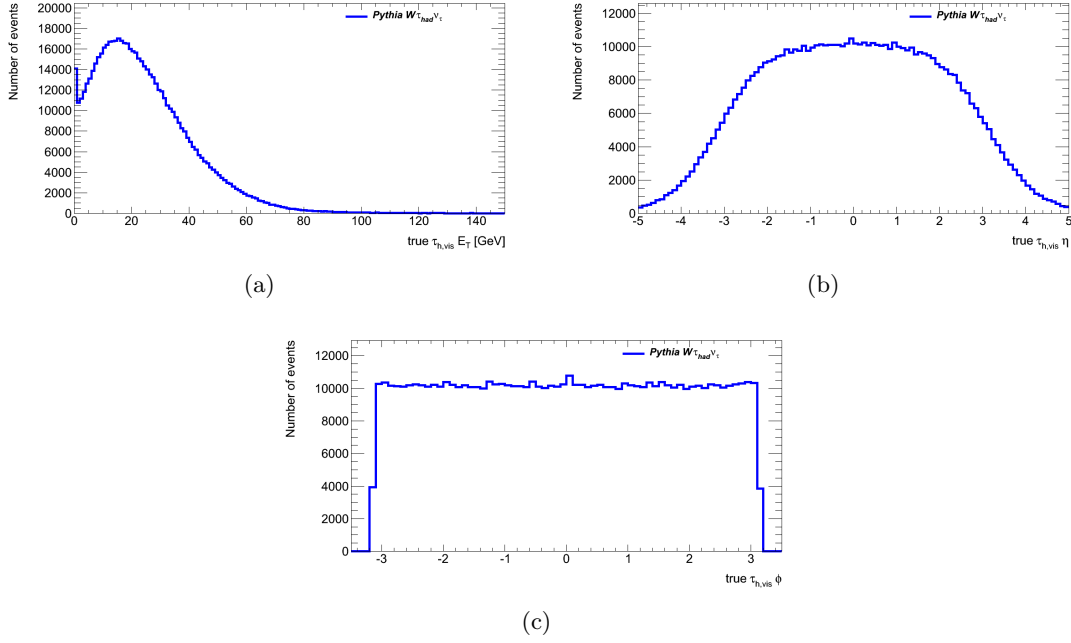 Number of events
18000
16000
14000
12000
10000
8000
6000
4000
2000
0
0 20 40 60 80 100 120 140
true τh,vis ET [GeV]
Pythia Wτhadντ
(a)
Number of events
12000
10000
8000
6000
4000
2000
0
-5 -4 -3 -2 -1 0 1 2 3 4 5
true τh,vis η
Pythia Wτhadντ
(b)
Number of events
12000
10000
8000
6000
4000
2000
0
-3 -2 -1 0 1 2 3
true τh,vis ϕ
Pythia Wτhadντ
(c)